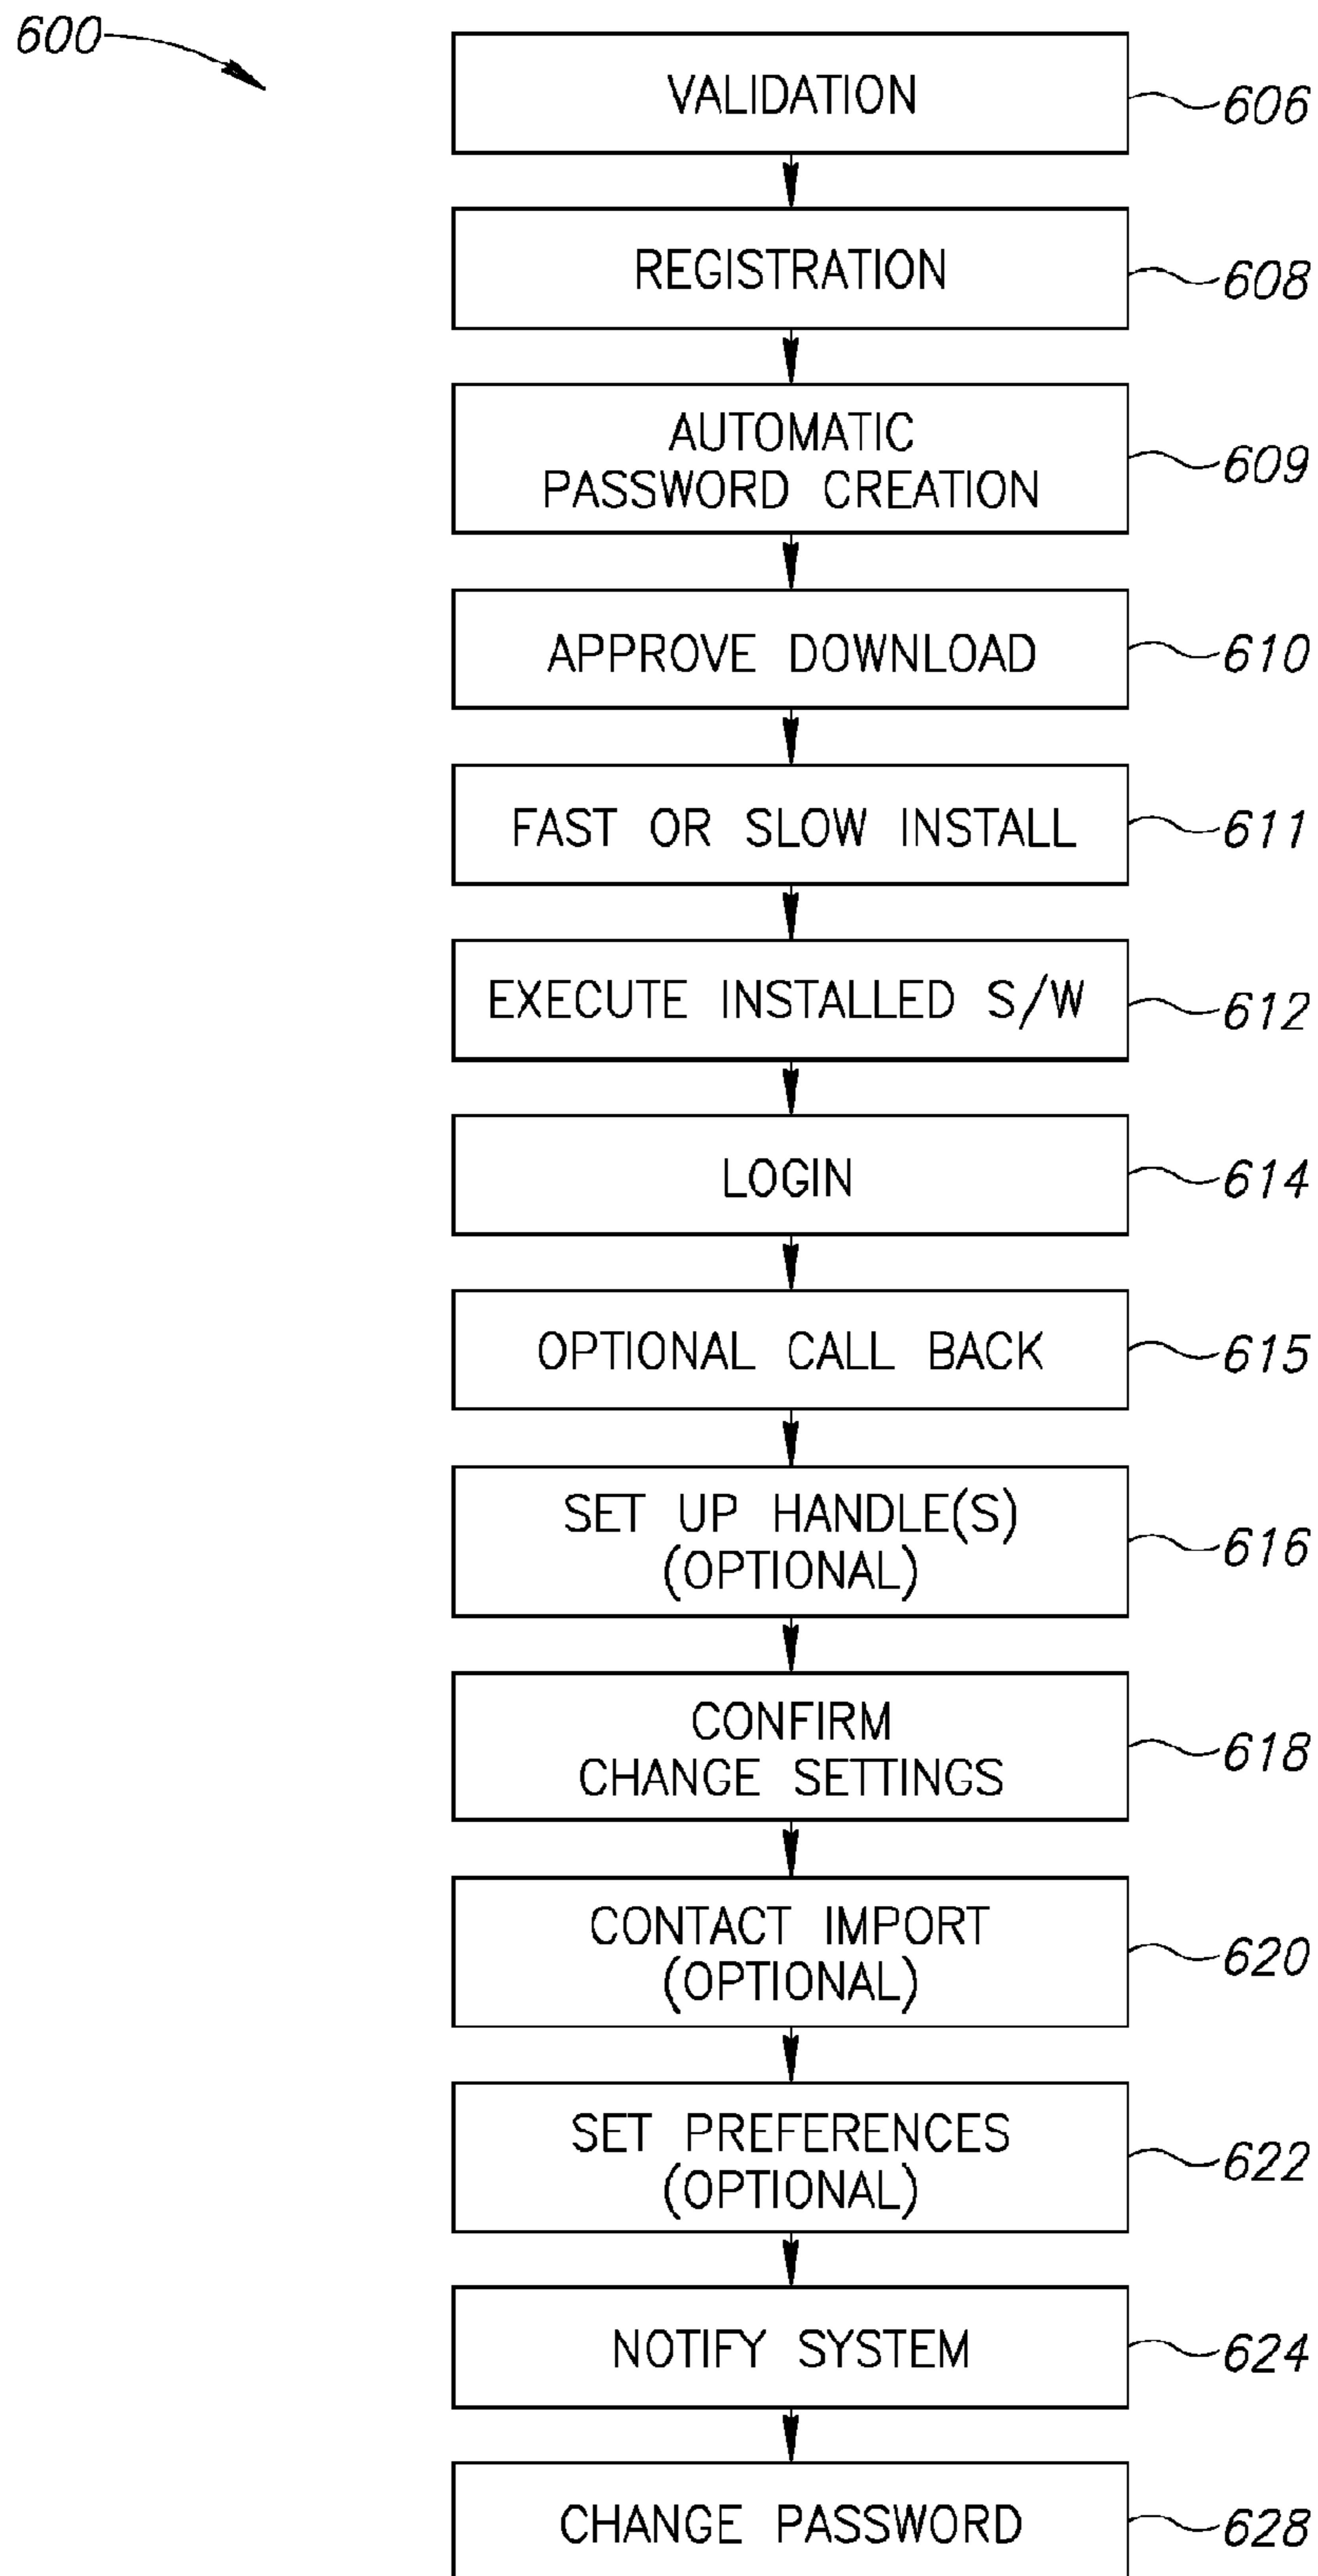 600
VALIDATION
606
REGISTRATION
608
AUTOMATIC
PASSWORD CREATION
609
APPROVE DOWNLOAD
610
FAST OR SLOW INSTALL
611
EXECUTE INSTALLED S/W
612
LOGIN
614
OPTIONAL CALL BACK
615
SET UP HANDLE(S)
(OPTIONAL)
616
CONFIRM
CHANGE SETTINGS
618
CONTACT IMPORT
(OPTIONAL)
620
SET PREFERENCES
(OPTIONAL)
622
NOTIFY SYSTEM
624
CHANGE PASSWORD
628